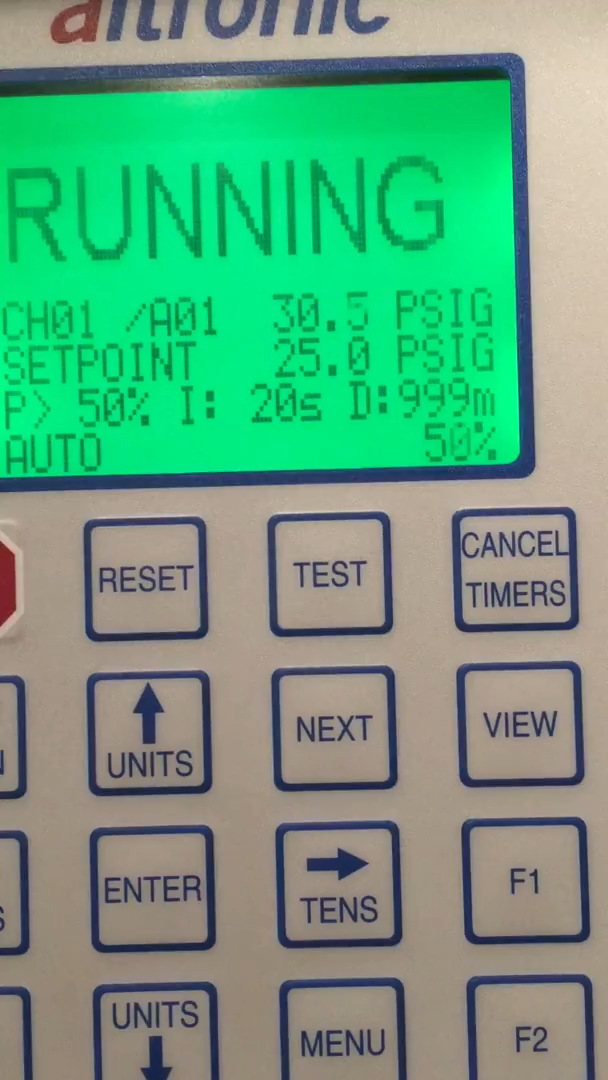 altronic
RUNNING
CH01 /A01 30.5 PSIG
SETPOINT 25.0 PSIG
P> 50% I: 20s D:999m
AUTO 50%
RESET TEST CANCEL TIMERS
UNITS NEXT VIEW
ENTER TENS F1
UNITS MENU F2